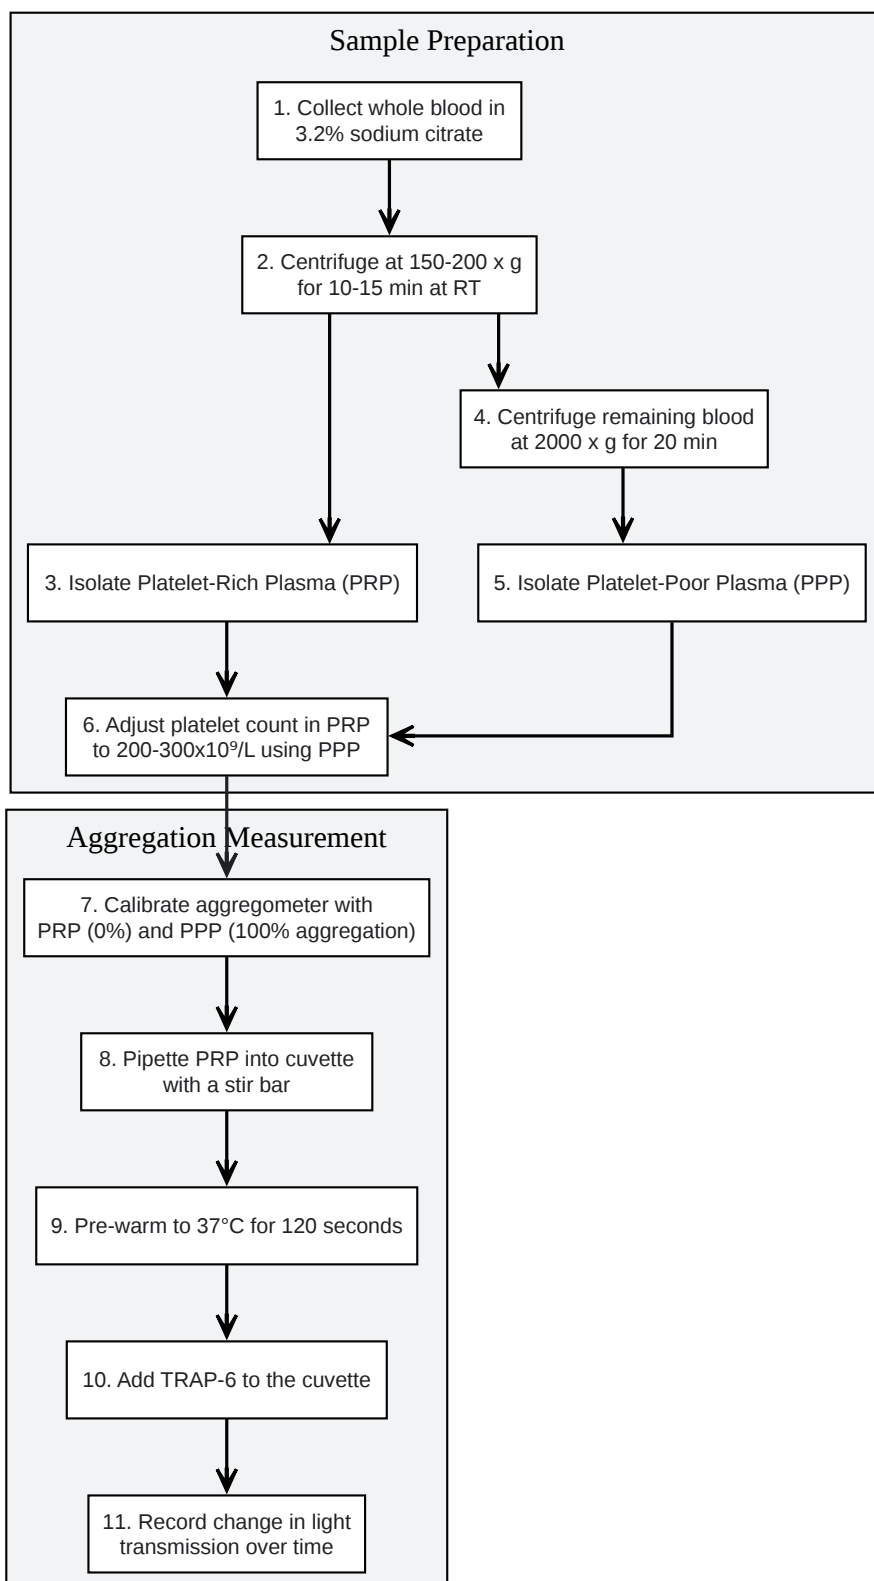 Sample Preparation
1. Collect whole blood in
3.2% sodium citrate
2. Centrifuge at 150-200 x g
for 10-15 min at RT
4. Centrifuge remaining blood
at 2000 x g for 20 min
3. Isolate Platelet-Rich Plasma (PRP)
5. Isolate Platelet-Poor Plasma (PPP)
6. Adjust platelet count in PRP
to 200-300x10⁹/L using PPP
Aggregation Measurement
7. Calibrate aggregometer with
PRP (0%) and PPP (100% aggregation)
8. Pipette PRP into cuvette
with a stir bar
9. Pre-warm to 37°C for 120 seconds
10. Add TRAP-6 to the cuvette
11. Record change in light
transmission over time